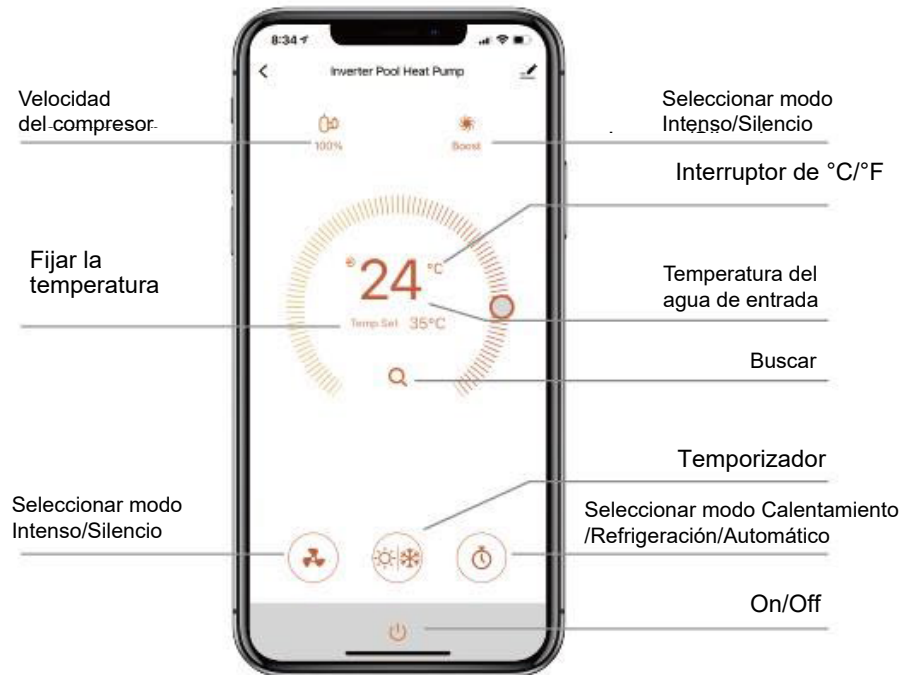 8:34
Inverter Pool Heat Pump
Velocidad
del compresor
100%
Boost
Seleccionar modo
Intenso/Silencio
Interruptor de °C/°F
Fijar la
temperatura
24 °C
Temp Set 35°C
Temperatura del
agua de entrada
Buscar
Temporizador
Seleccionar modo
Intenso/Silencio
Seleccionar modo Calentamiento
/Refrigeración/Automático
On/Off